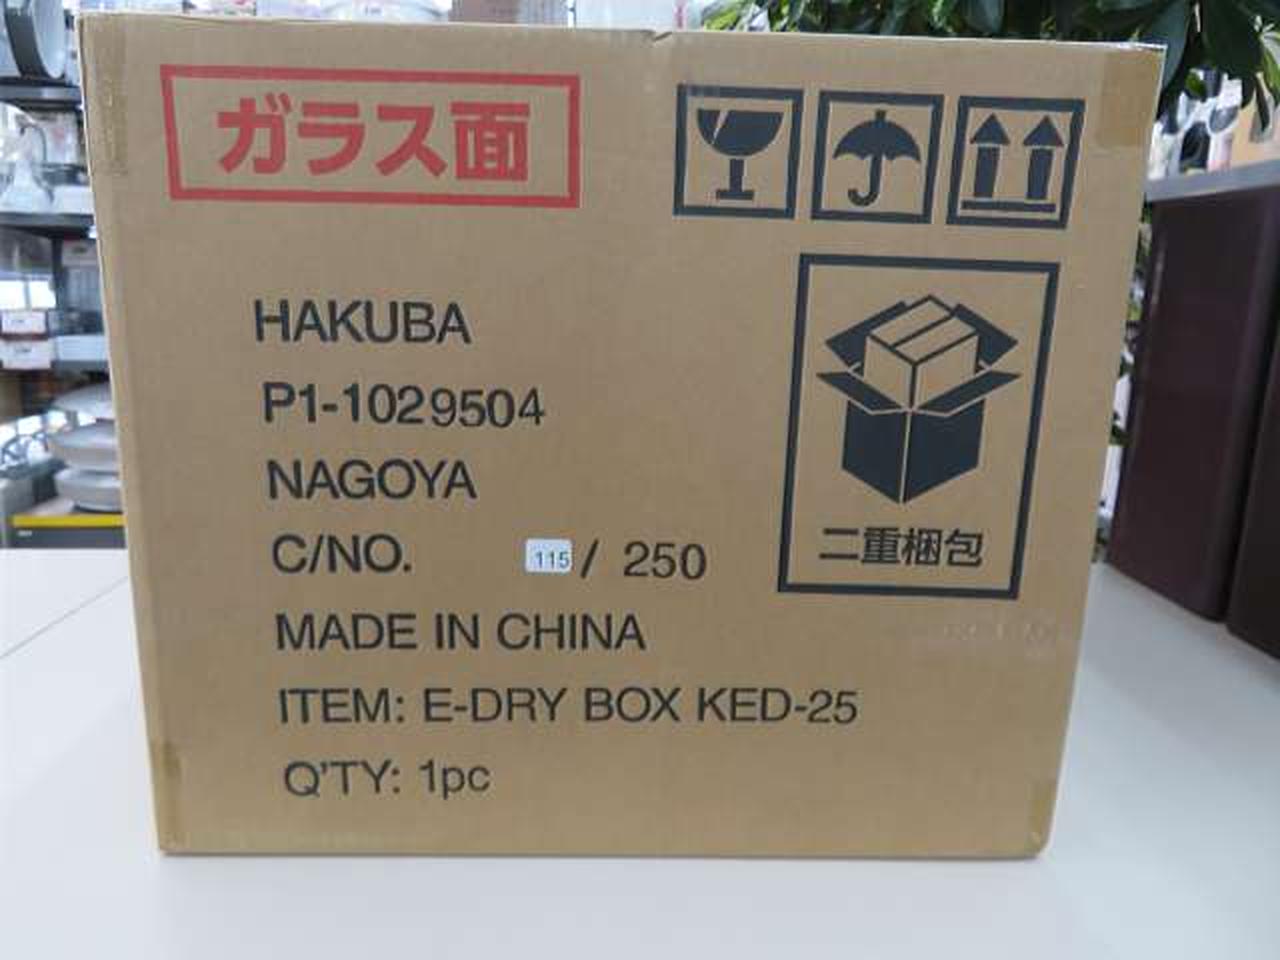 ガラス面
HAKUBA
P1-1029504
NAGOYA
C/NO. 115 / 250
MADE IN CHINA
ITEM: E-DRY BOX KED-25
Q'TY: 1pc
二重梱包